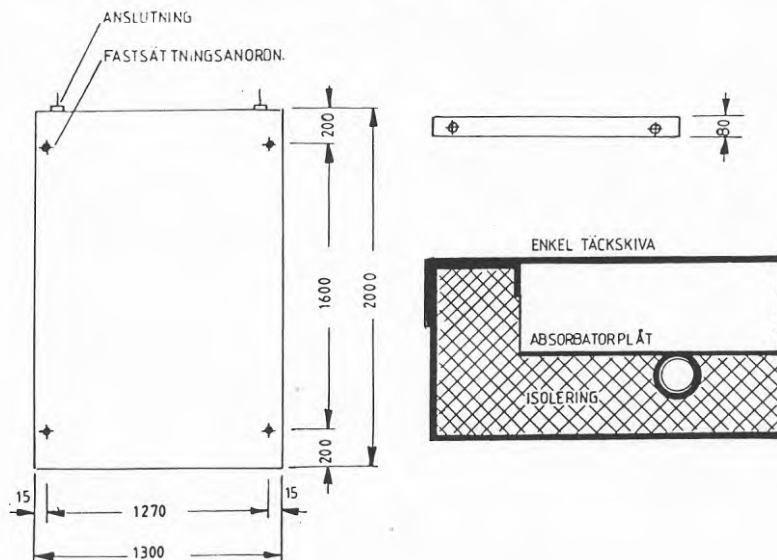 ANSLUTNING
FASTSÄTTNINGSANORDN.
200
1600
2000
200
15
1270
15
1300
80
ENKEL TÄCKSKIVA
ABSORBATORPLÅT
ISOLERING